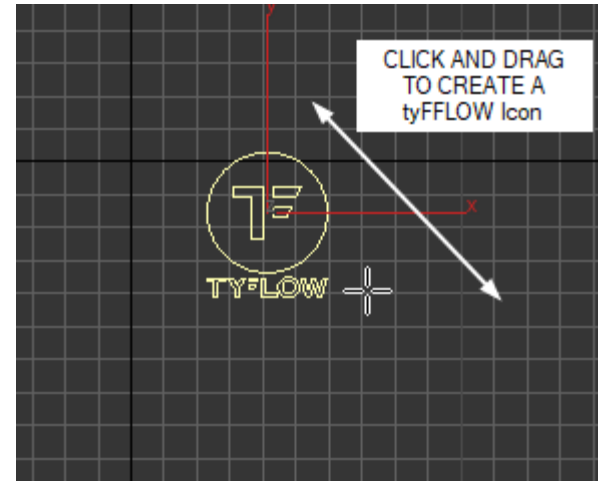 y
CLICK AND DRAG
TO CREATE A
tyFFLOW Icon
TF
x
TYFLOW